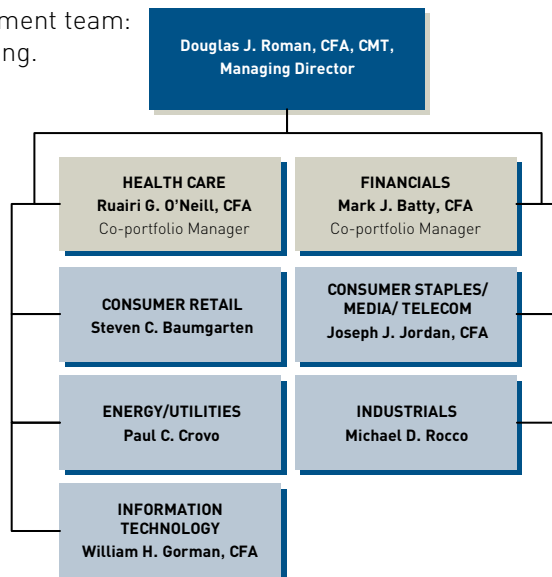 ment team:
ng.
Douglas J. Roman, CFA, CMT,
Managing Director
HEALTH CARE
Ruairi G. O’Neill, CFA
Co-portfolio Manager
FINANCIALS
Mark J. Batty, CFA
Co-portfolio Manager
CONSUMER RETAIL
Steven C. Baumgarten
CONSUMER STAPLES/
MEDIA/ TELECOM
Joseph J. Jordan, CFA
ENERGY/UTILITIES
Paul C. Crovo
INDUSTRIALS
Michael D. Rocco
INFORMATION
TECHNOLOGY
William H. Gorman, CFA